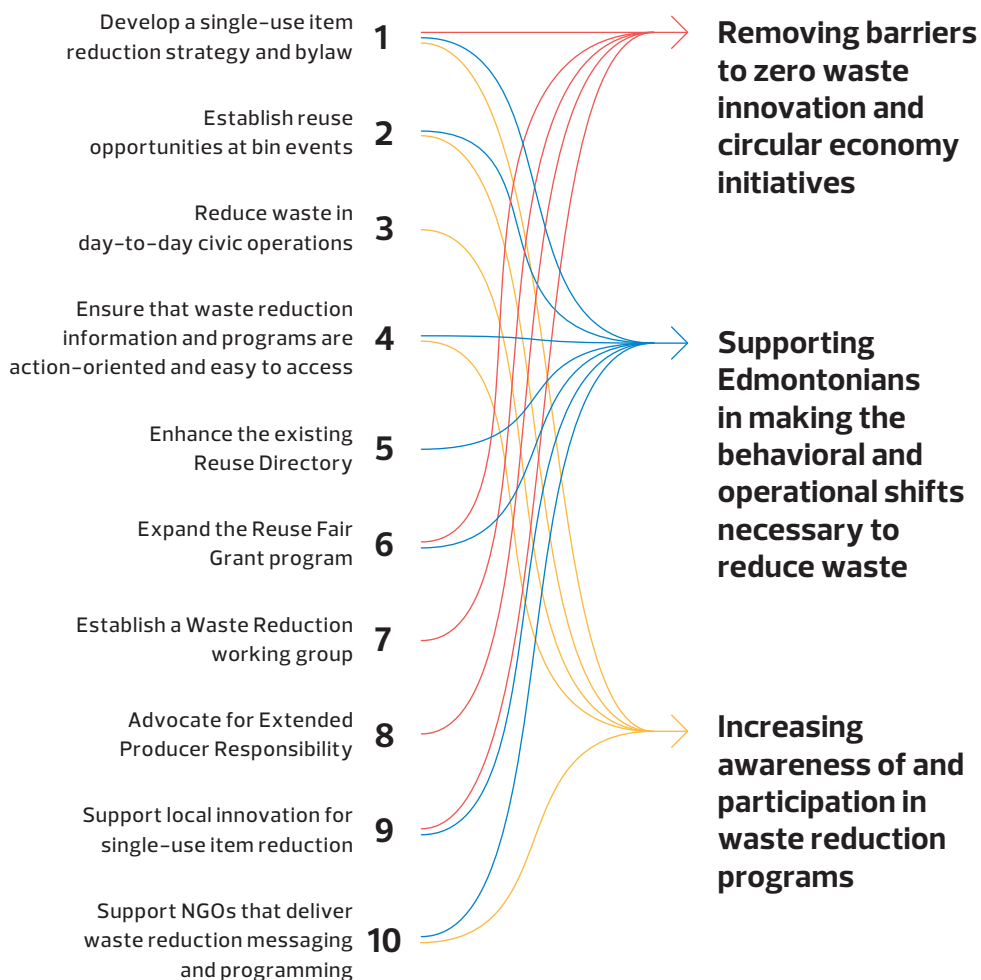 Develop a single-use item
reduction strategy and bylaw
1
Establish reuse
opportunities at bin events
2
Reduce waste in
day-to-day civic operations
3
Ensure that waste reduction
information and programs are
action-oriented and easy to access
4
Enhance the existing
Reuse Directory
5
Expand the Reuse Fair
Grant program
6
Establish a Waste Reduction
working group
7
Advocate for Extended
Producer Responsibility
8
Support local innovation for
single-use item reduction
9
Support NGOs that deliver
waste reduction messaging
and programming
10
Removing barriers
to zero waste
innovation and
circular economy
initiatives
Supporting
Edmontonians
in making the
behavioral and
operational shifts
necessary to
reduce waste
Increasing
awareness of and
participation in
waste reduction
programs